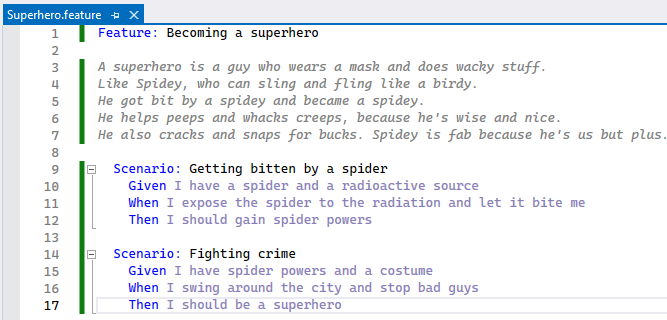 Superhero.feature
1 Feature: Becoming a superhero
2
3 A superhero is a guy who wears a mask and does wacky stuff.
4 Like Spidey, who can sling and fling like a birdy.
5 He got bit by a spidey and became a spidey.
6 He helps peeps and whacks creeps, because he's wise and nice.
7 He also cracks and snaps for bucks. Spidey is fab because he's us but plus.
8
9 Scenario: Getting bitten by a spider
10 Given I have a spider and a radioactive source
11 When I expose the spider to the radiation and let it bite me
12 Then I should gain spider powers
13
14 Scenario: Fighting crime
15 Given I have spider powers and a costume
16 When I swing around the city and stop bad guys
17 Then I should be a superhero